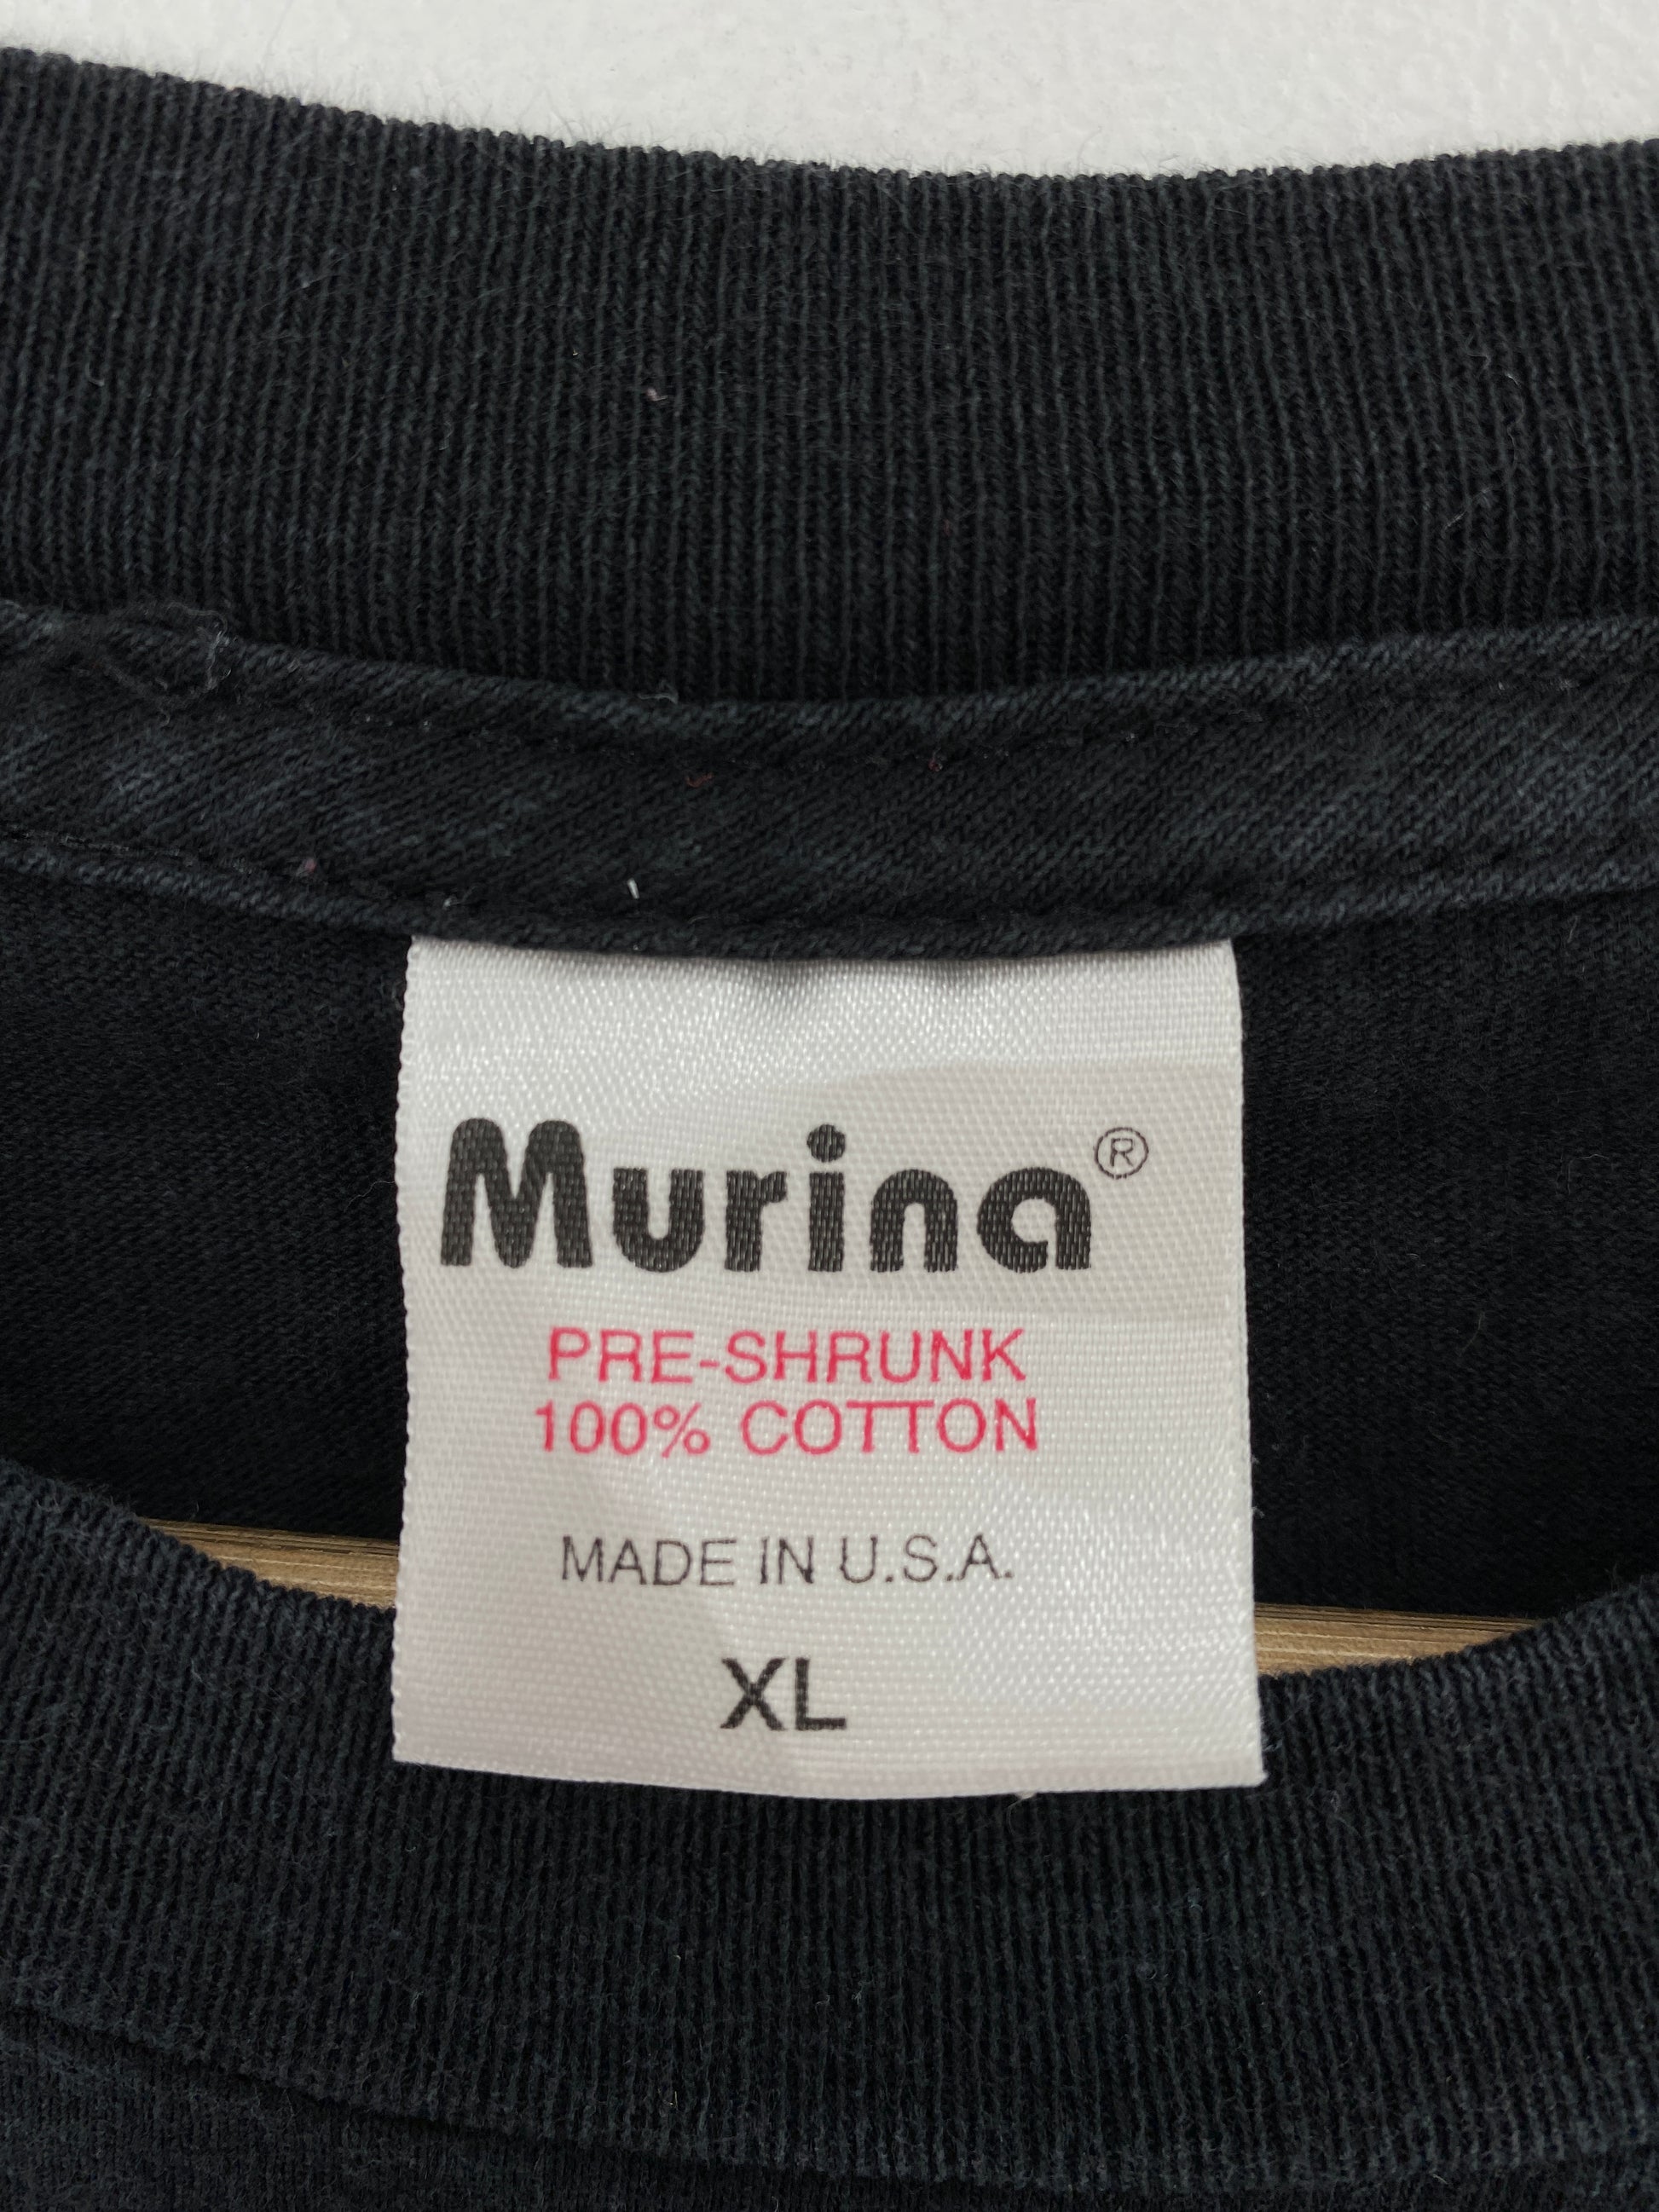 Murina®
PRE-SHRUNK
100% COTTON
MADE IN U.S.A.
XL